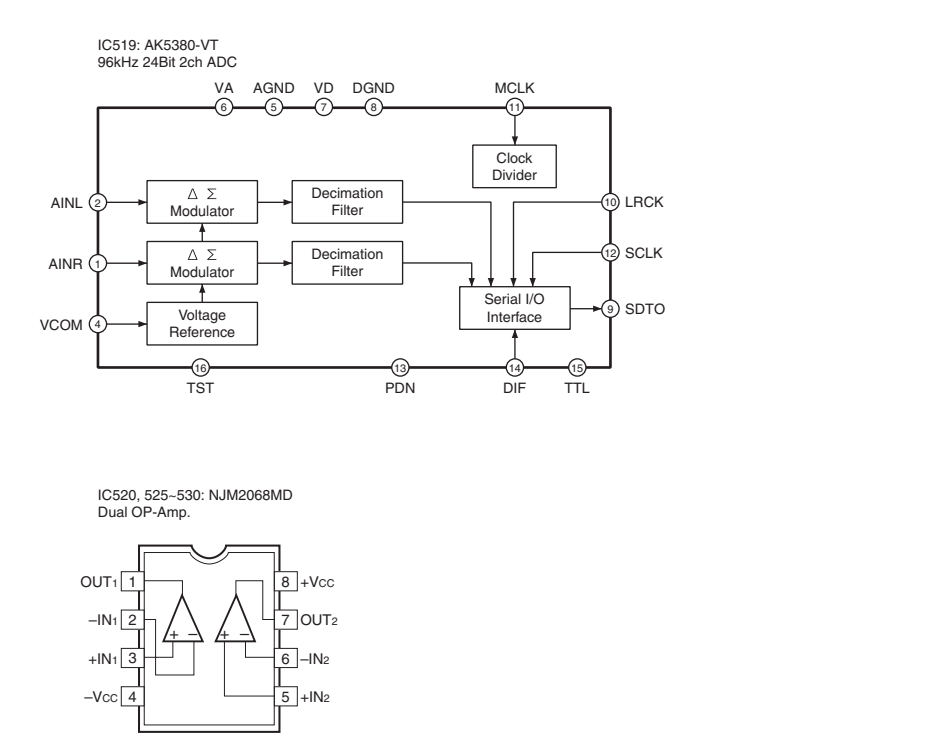 IC519: AK5380-VT
96kHz 24Bit 2ch ADC
VA AGND VD DGND MCLK
6 5 7 8 11
Clock
Divider
AINL 2 Δ Σ
Modulator Decimation
Filter 10 LRCK
AINR 1 Δ Σ
Modulator Decimation
Filter 12 SCLK
VCOM 4 Voltage
Reference Serial I/O
Interface 9 SDTO
16 13 14 15
TST PDN DIF TTL
IC520, 525~530: NJM2068MD
Dual OP-Amp.
OUT1 1 8 +VCC
–IN1 2 7 OUT2
+ – + –
+IN1 3 6 –IN2
–VCC 4 5 +IN2